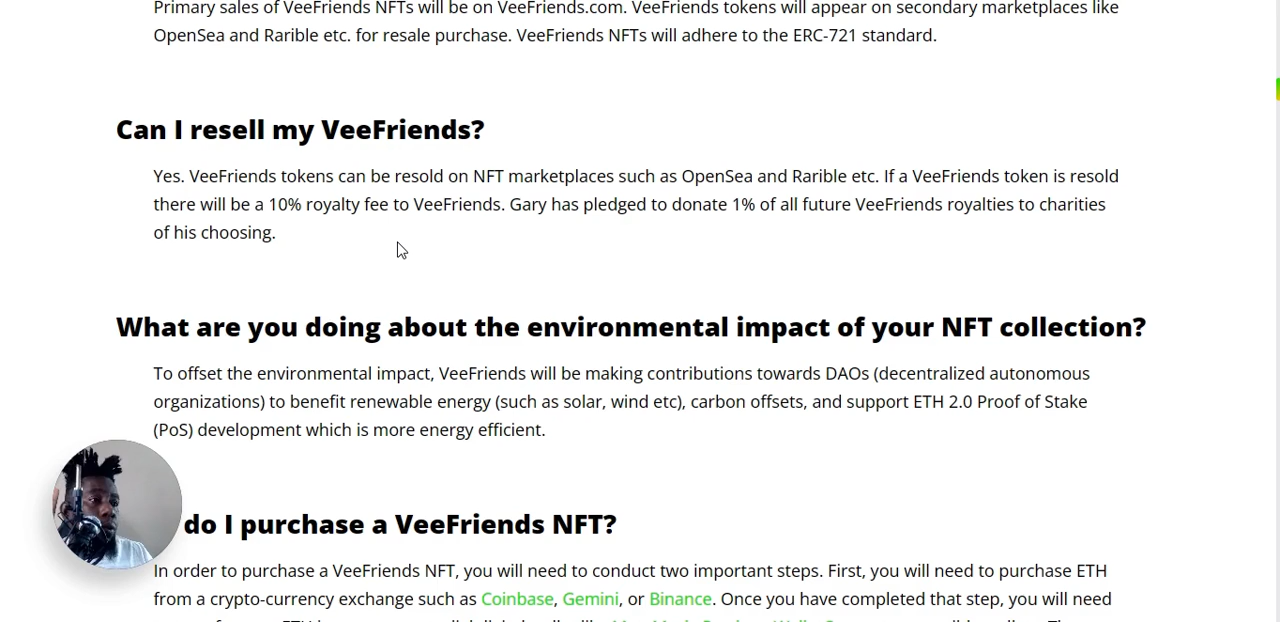 Primary sales of VeeFriends NFTs will be on VeeFriends.com. VeeFriends tokens will appear on secondary marketplaces like
OpenSea and Rarible etc. for resale purchase. VeeFriends NFTs will adhere to the ERC-721 standard.
Can I resell my VeeFriends?
Yes. VeeFriends tokens can be resold on NFT marketplaces such as OpenSea and Rarible etc. If a VeeFriends token is resold
there will be a 10% royalty fee to VeeFriends. Gary has pledged to donate 1% of all future VeeFriends royalties to charities
of his choosing.
What are you doing about the environmental impact of your NFT collection?
To offset the environmental impact, VeeFriends will be making contributions towards DAOs (decentralized autonomous
organizations) to benefit renewable energy (such as solar, wind etc), carbon offsets, and support ETH 2.0 Proof of Stake
(PoS) development which is more energy efficient.
do I purchase a VeeFriends NFT?
In order to purchase a VeeFriends NFT, you will need to conduct two important steps. First, you will need to purchase ETH
from a crypto-currency exchange such as Coinbase, Gemini, or Binance. Once you have completed that step, you will need